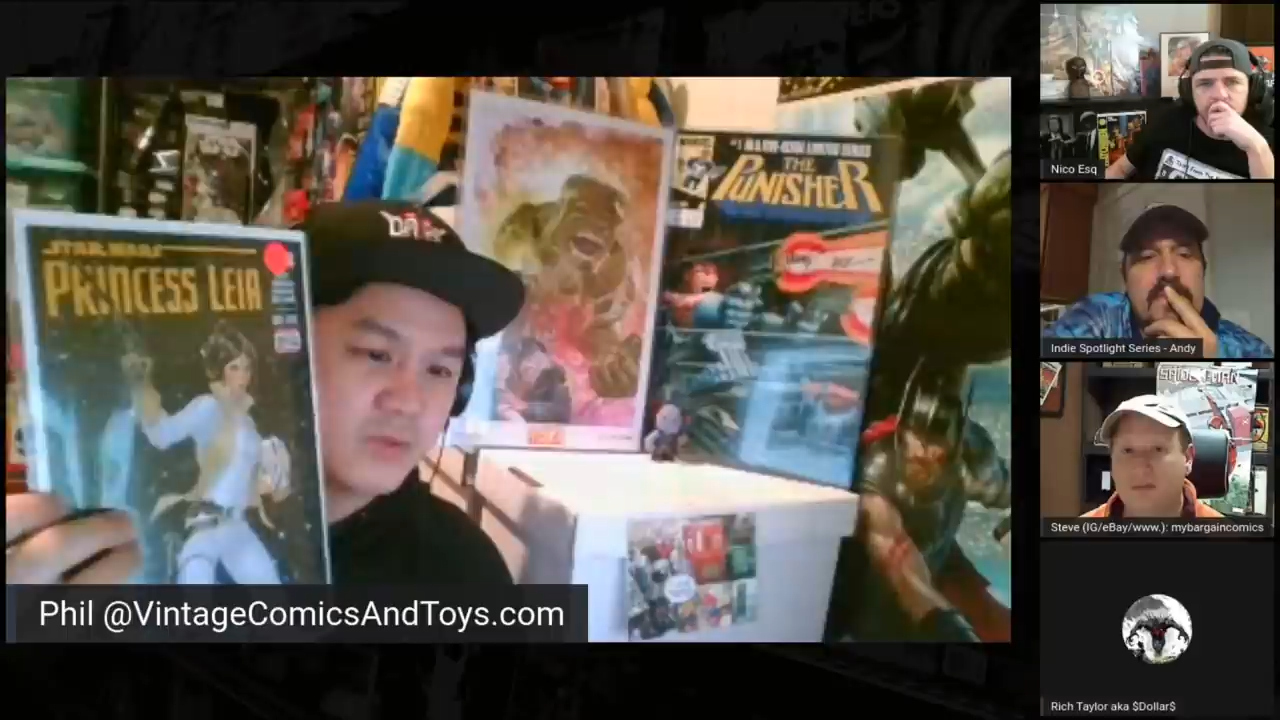 STAR WARS
PRINCESS LEIA
THE
PUNISHER
Phil @VintageComicsAndToys.com
Nico Esq
Indie Spotlight Series - Andy
Steve (IG/eBay/www.): mybargaincomics
Rich Taylor aka $Dollar$